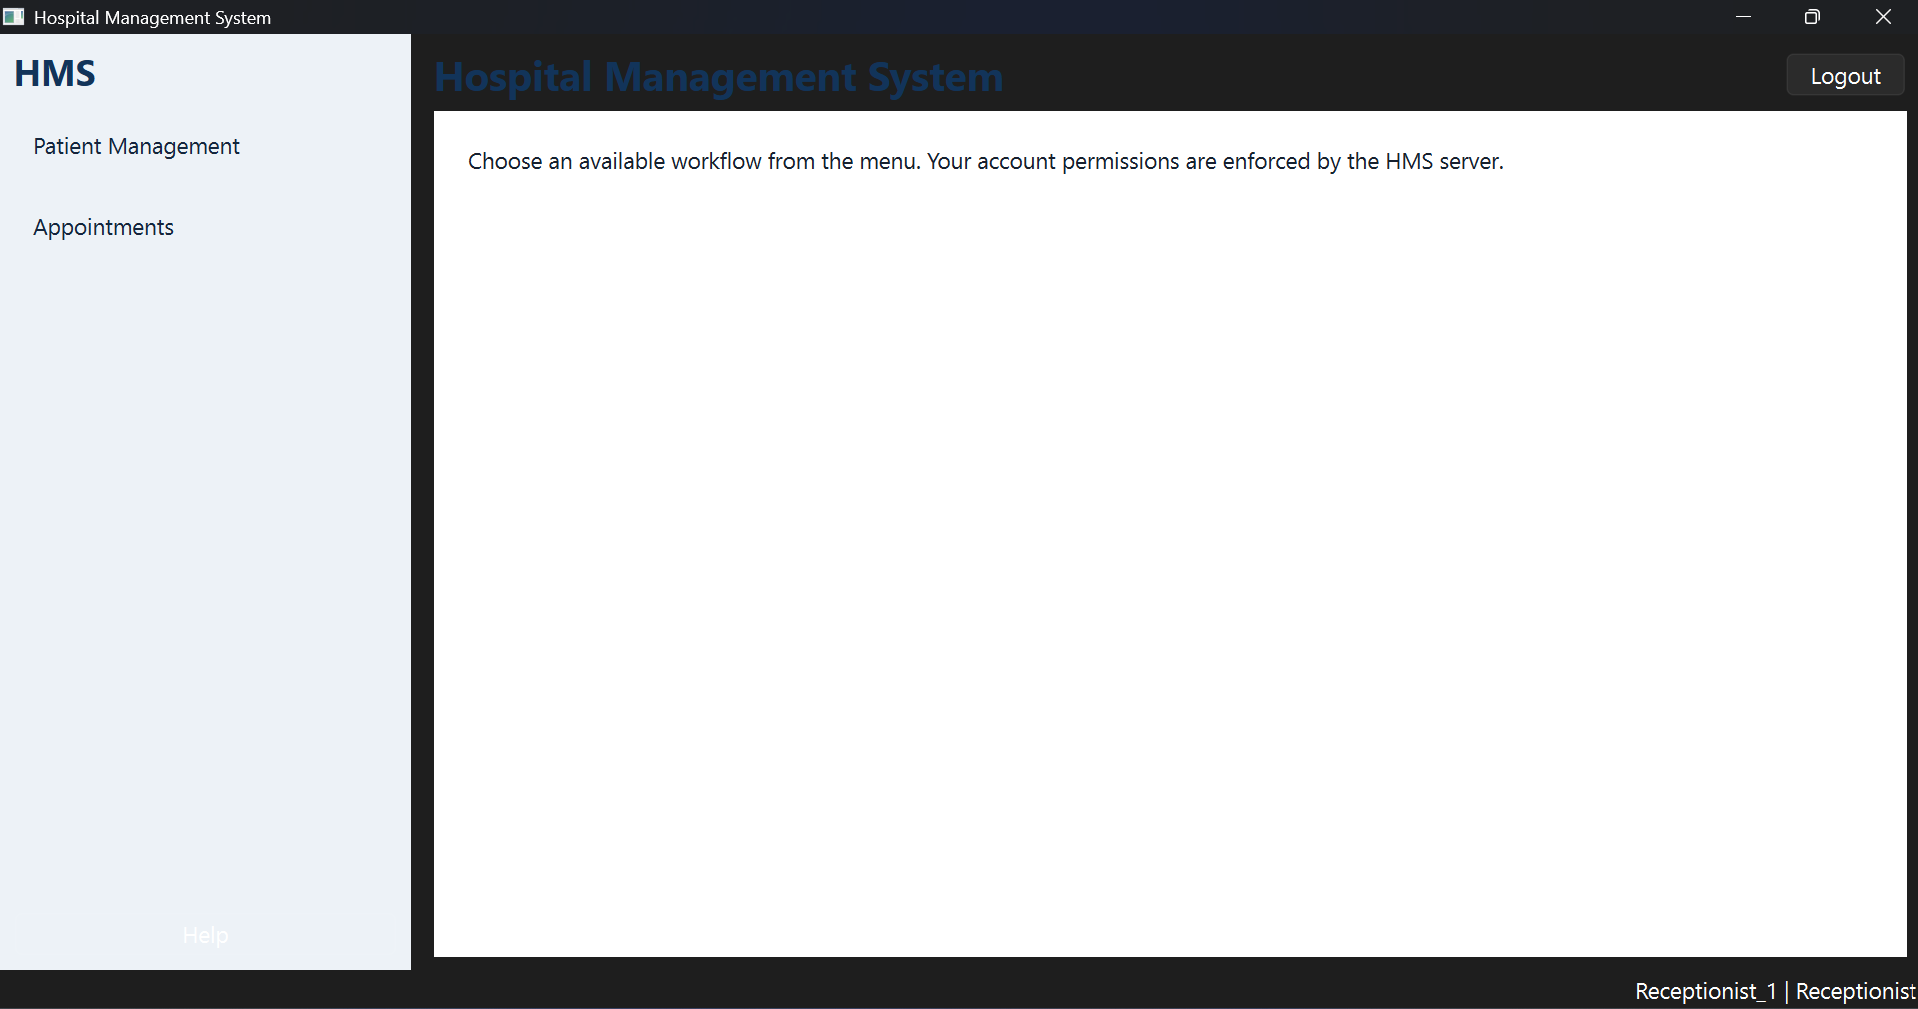 Hospital Management System
HMS
Patient Management
Appointments
Help
Hospital Management System
Logout
Choose an available workflow from the menu. Your account permissions are enforced by the HMS server.
Receptionist_1 | Receptionist